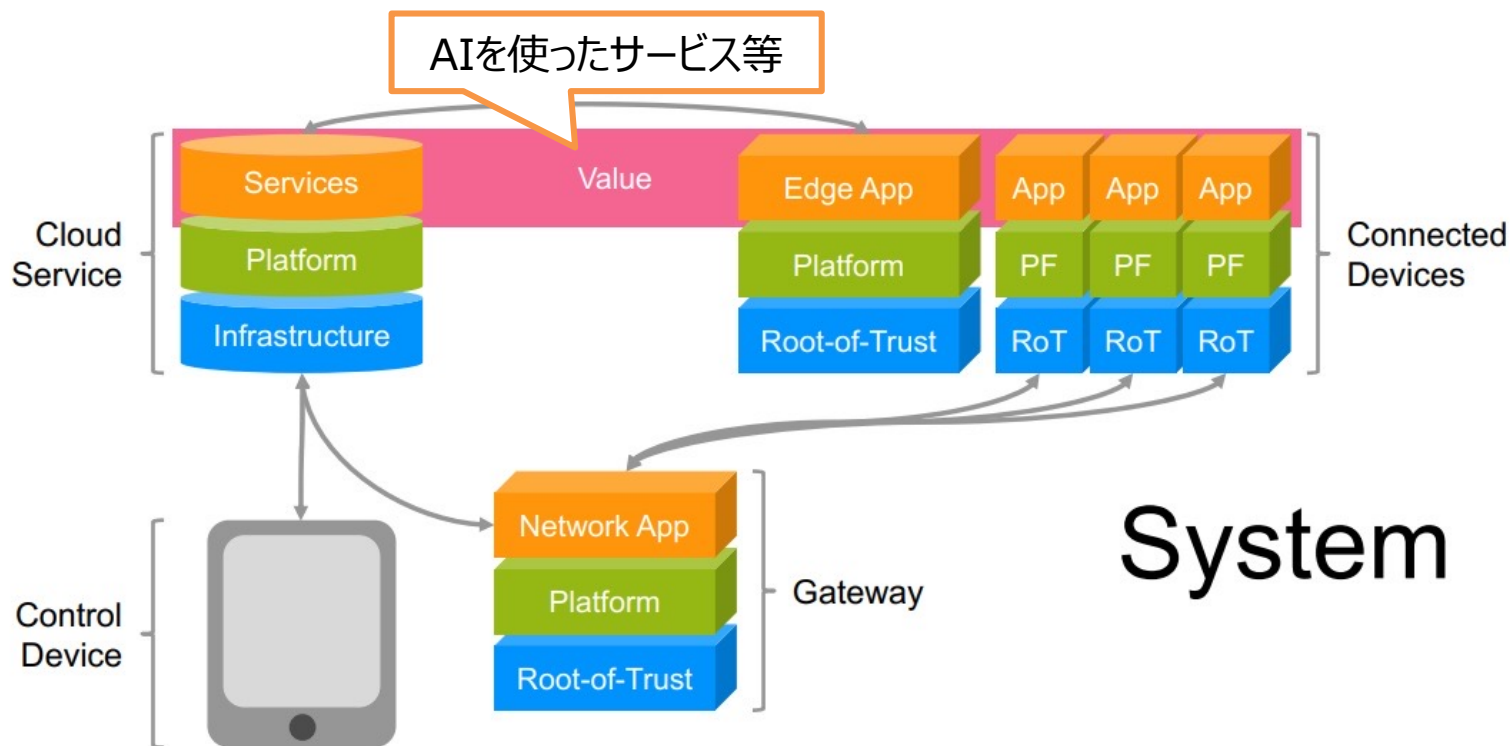 AIを使ったサービス等
Services
Value
Edge App
App
App
App
Cloud
Service
Platform
Platform
PF
PF
PF
Connected
Devices
Infrastructure
Root-of-Trust
RoT
RoT
RoT
Network App
System
Control
Device
Platform
Gateway
Root-of-Trust